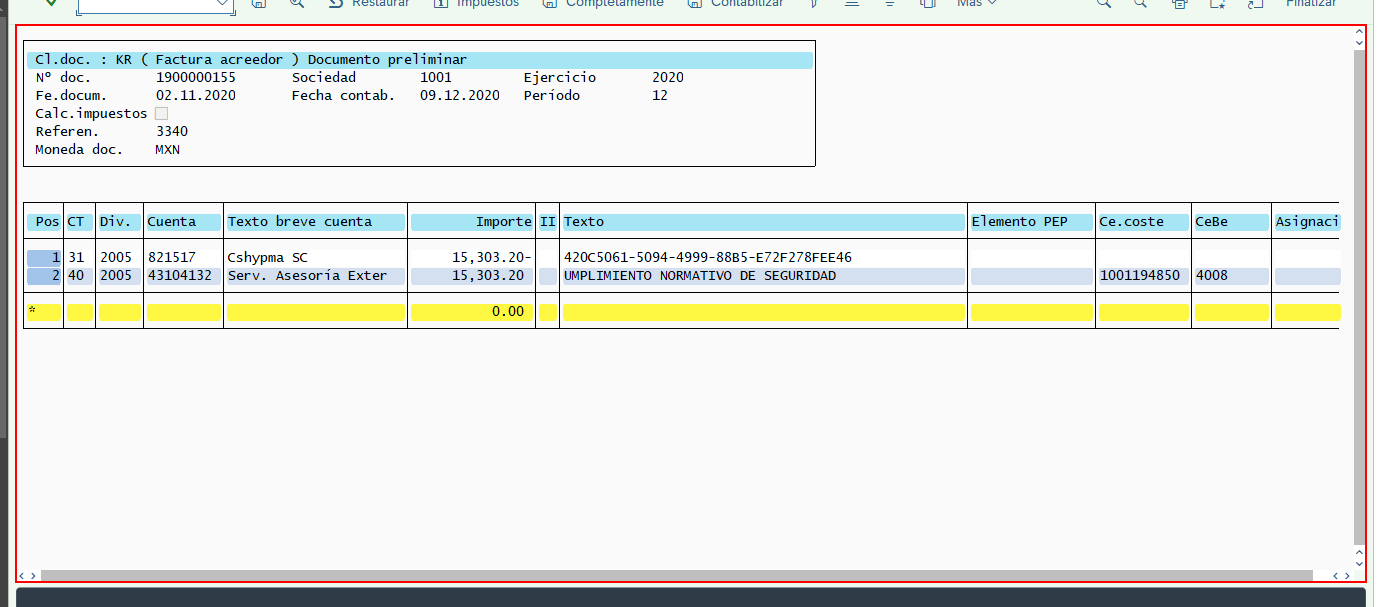 Restaurar Impuestos Completamente Contabilizar Más Finalizar
Cl.doc. : KR ( Factura acreedor ) Documento preliminar
Nº doc. 1900000155 Sociedad 1001 Ejercicio 2020
Fe.docum. 02.11.2020 Fecha contab. 09.12.2020 Período 12
Calc.impuestos
Referen. 3340
Moneda doc. MXN
Pos CT Div. Cuenta Texto breve cuenta Importe II Texto Elemento PEP Ce.coste CeBe Asignaci
1 31 2005 821517 Cshypma SC 15,303.20- 420C5061-5094-4999-88B5-E72F278FEE46
2 40 2005 43104132 Serv. Asesoría Exter 15,303.20 UMPLIMIENTO NORMATIVO DE SEGURIDAD 1001194850 4008
* 0.00